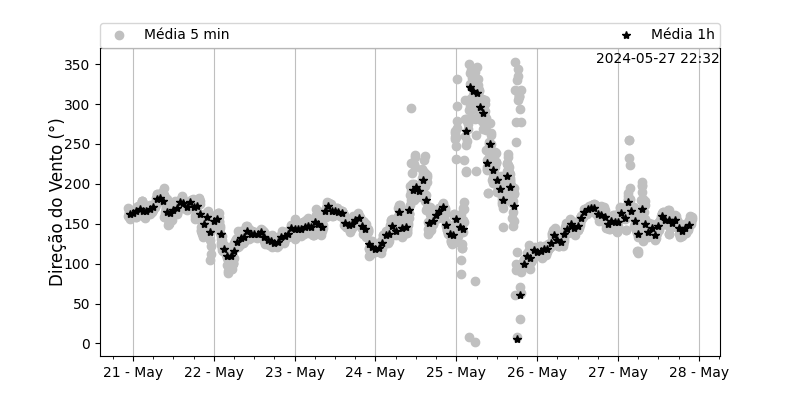 Média 5 min
Média 1h
2024-05-27 22:32
Direção do Vento (°)
350
300
250
200
150
100
50
0
21 - May
22 - May
23 - May
24 - May
25 - May
26 - May
27 - May
28 - May